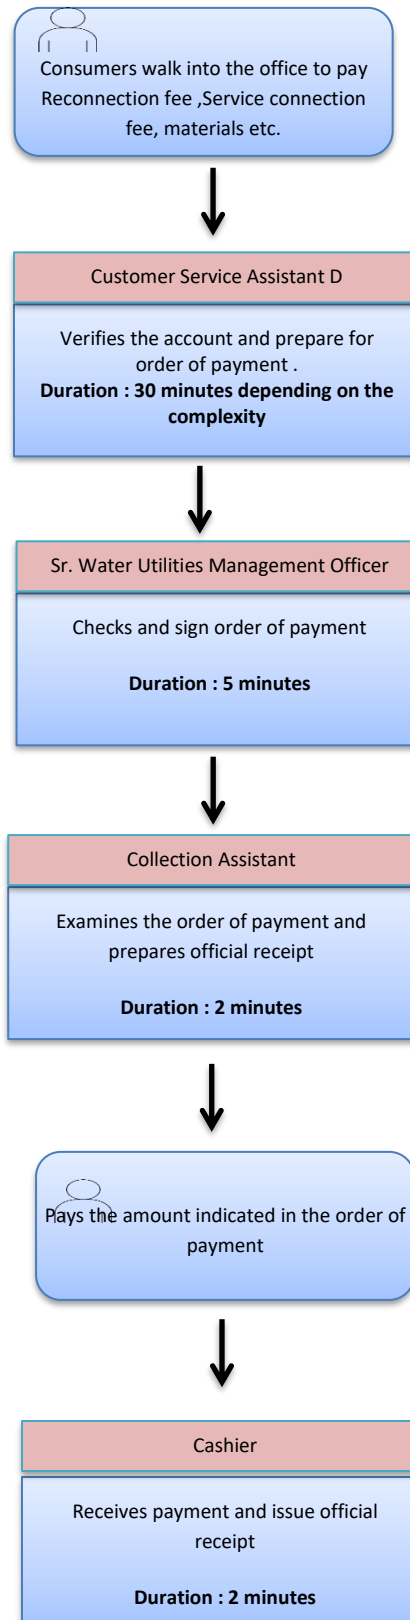 Consumers walk into the office to pay
Reconnection fee ,Service connection
fee, materials etc.
Customer Service Assistant D
Verifies the account and prepare for
order of payment .
Duration : 30 minutes depending on the
complexity
Sr. Water Utilities Management Officer
Checks and sign order of payment
Duration : 5 minutes
Collection Assistant
Examines the order of payment and
prepares official receipt
Duration : 2 minutes
Pays the amount indicated in the order of
payment
Cashier
Receives payment and issue official
receipt
Duration : 2 minutes